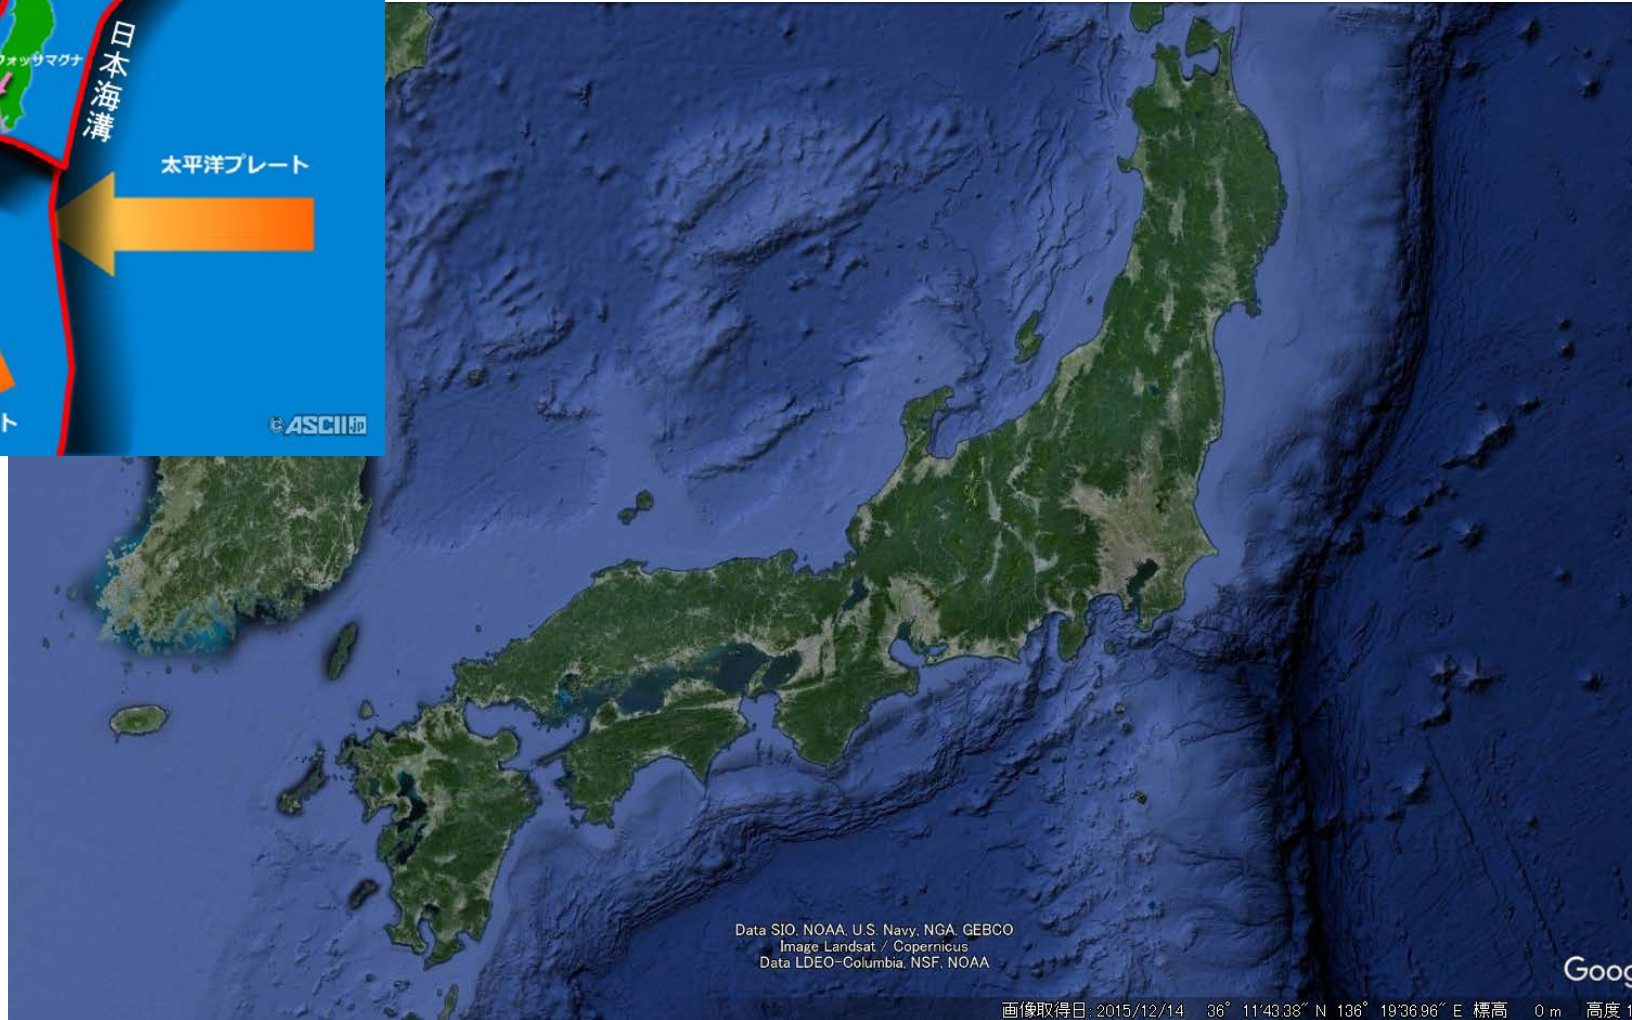 日本海溝
フォッサマグナ
太平洋プレート
ト
© ASCII.jp
Data SIO, NOAA, U.S. Navy, NGA, GEBCO
Image Landsat / Copernicus
Data LDEO-Columbia, NSF, NOAA
Goog
画像取得日: 2015/12/14 36° 11'43.38" N 136° 19'36.96" E 標高 0 m 高度 1